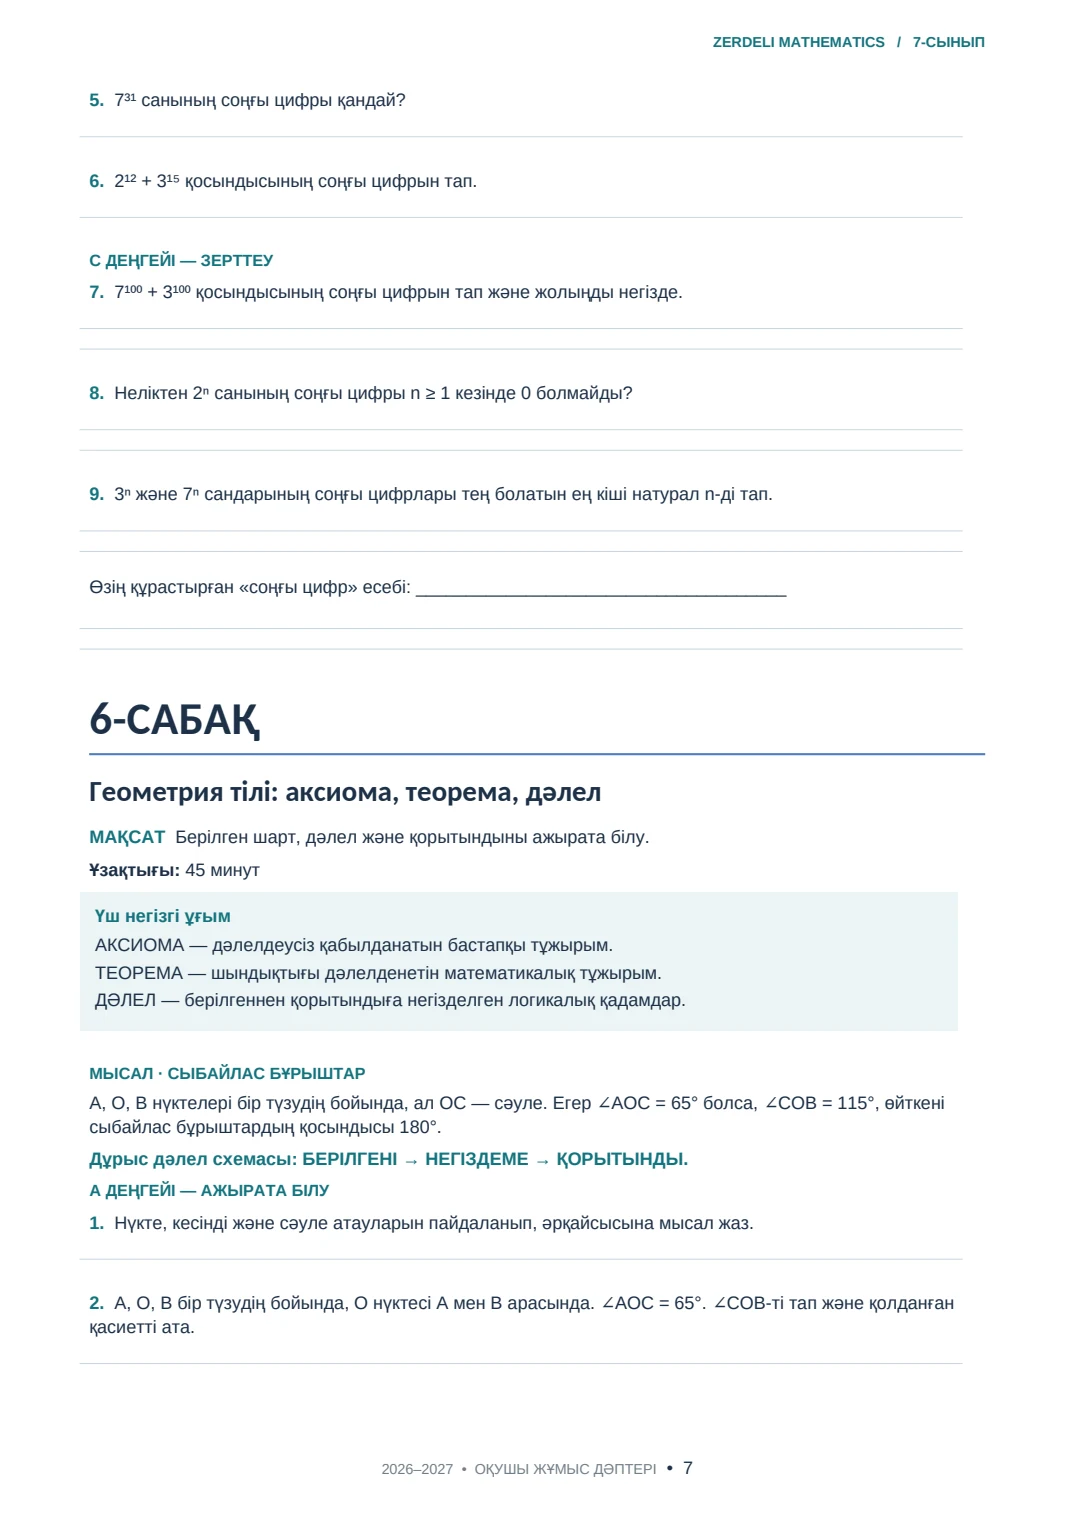 ZERDELI MATHEMATICS / 7-СЫНЫП
5. 7³¹ санының соңғы цифры қандай?
6. 2¹² + 3¹⁵ қосындысының соңғы цифрын тап.
С ДЕҢГЕЙІ — ЗЕРТТЕУ
7. 7¹⁰⁰ + 3¹⁰⁰ қосындысының соңғы цифрын тап және жолыңды негізде.
8. Неліктен 2ⁿ санының соңғы цифры n ≥ 1 кезінде 0 болмайды?
9. 3ⁿ және 7ⁿ сандарының соңғы цифрлары тең болатын ең кіші натурал n-ді тап.
Өзің құрастырған «соңғы цифр» есебі: _____________________________________
6-САБАҚ
Геометрия тілі: аксиома, теорема, дәлел
МАҚСАТ Берілген шарт, дәлел және қорытындыны ажырата білу.
Ұзақтығы: 45 минут
Үш негізгі ұғым
АКСИОМА — дәлелдеусіз қабылданатын бастапқы тұжырым.
ТЕОРЕМА — шындықтығы дәлелденетін математикалық тұжырым.
ДӘЛЕЛ — берілгеннен қорытындыға негізделген логикалық қадамдар.
МЫСАЛ · СЫБАЙЛАС БҰРЫШТАР
A, O, B нүктелері бір түзудің бойында, ал OC — сәуле. Егер ∠AOC = 65° болса, ∠COB = 115°, өйткені
сыбайлас бұрыштардың қосындысы 180°.
Дұрыс дәлел схемасы: БЕРІЛГЕНІ → НЕГІЗДЕМЕ → ҚОРЫТЫНДЫ.
А ДЕҢГЕЙІ — АЖЫРАТА БІЛУ
1. Нүкте, кесінді және сәуле атауларын пайдаланып, әрқайсысына мысал жаз.
2. A, O, B бір түзудің бойында, O нүктесі A мен B арасында. ∠AOC = 65°. ∠COB-ті тап және қолданған
қасиетті ата.
2026–2027 • ОҚУШЫ ЖҰМЫС ДӘПТЕРІ • 7